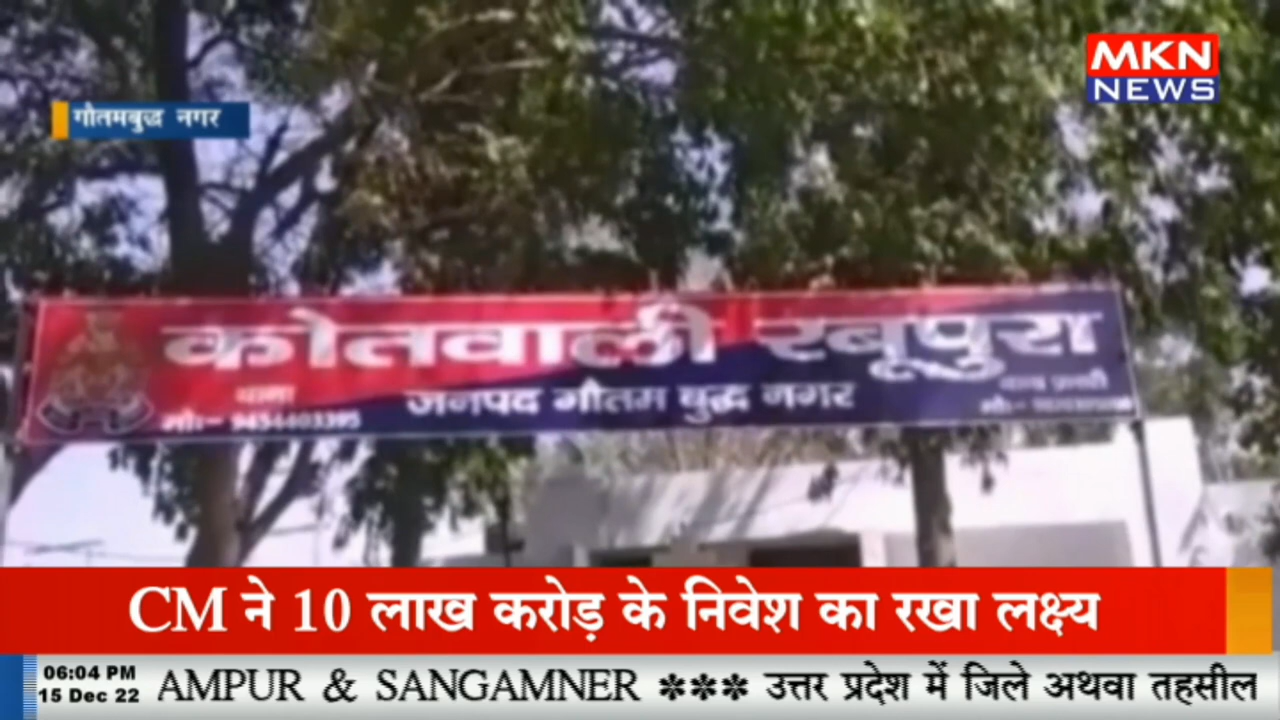 MKN
NEWS
गौतमबुद्ध नगर
कोतवाली रबूपुरा
थाना
जनपद गौतम बुद्ध नगर
मो:- 9454403395
CM ने 10 लाख करोड़ के निवेश का रखा लक्ष्य
06:04 PM
15 Dec 22
AMPUR & SANGAMNER *** उत्तर प्रदेश में जिले अथवा तहसील